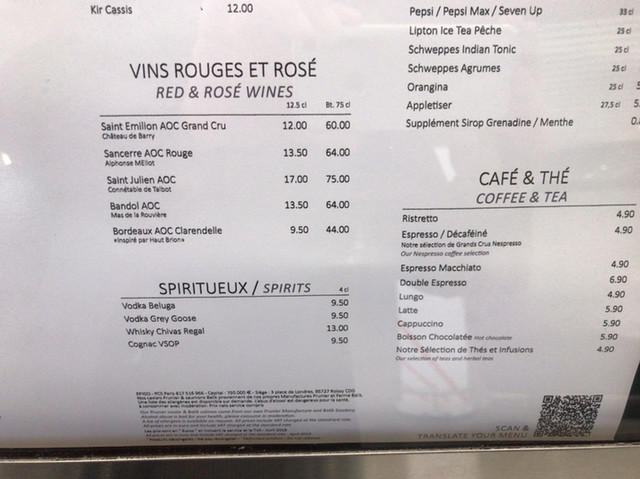 Kir Cassis 12.00
VINS ROUGES ET ROSÉ
RED & ROSÉ WINES
12.5 cl Bt. 75 cl
Saint Emilion AOC Grand Cru 12.00 60.00
Château de Barry
Sancerre AOC Rouge 13.50 64.00
Alphonse Mellot
Saint Julien AOC 17.00 75.00
Connétable de Talbot
Bandol AOC 13.50 64.00
Mas de la Rouvière
Bordeaux AOC Clarendelle 9.50 44.00
«Inspiré par Haut Brion»
SPIRITUEUX / SPIRITS 4 cl
Vodka Beluga 9.50
Vodka Grey Goose 9.50
Whisky Chivas Regal 13.00
Cognac VSOP 9.50
Pepsi / Pepsi Max / Seven Up 33 cl
Lipton Ice Tea Pêche 25 cl
Schweppes Indian Tonic 25 cl
Schweppes Agrumes 25 cl
Orangina 25 cl 5
Appletiser 27,5 cl 5.
Supplément Sirop Grenadine / Menthe 0.
CAFÉ & THÉ
COFFEE & TEA
Ristretto 4.90
Espresso / Décaféiné 4.90
Notre sélection de Grands Crus Nespresso
Our Nespresso coffee selection
Espresso Macchiato 4.90
Double Espresso 6.90
Lungo 4.90
Latte 5.90
Cappuccino 5.90
Boisson Chocolatée Hot chocolate 5.90
Notre Sélection de Thés et Infusions 4.90
Our selection of teas and herbal teas
SCAN &
TRANSLATE YOUR MENU